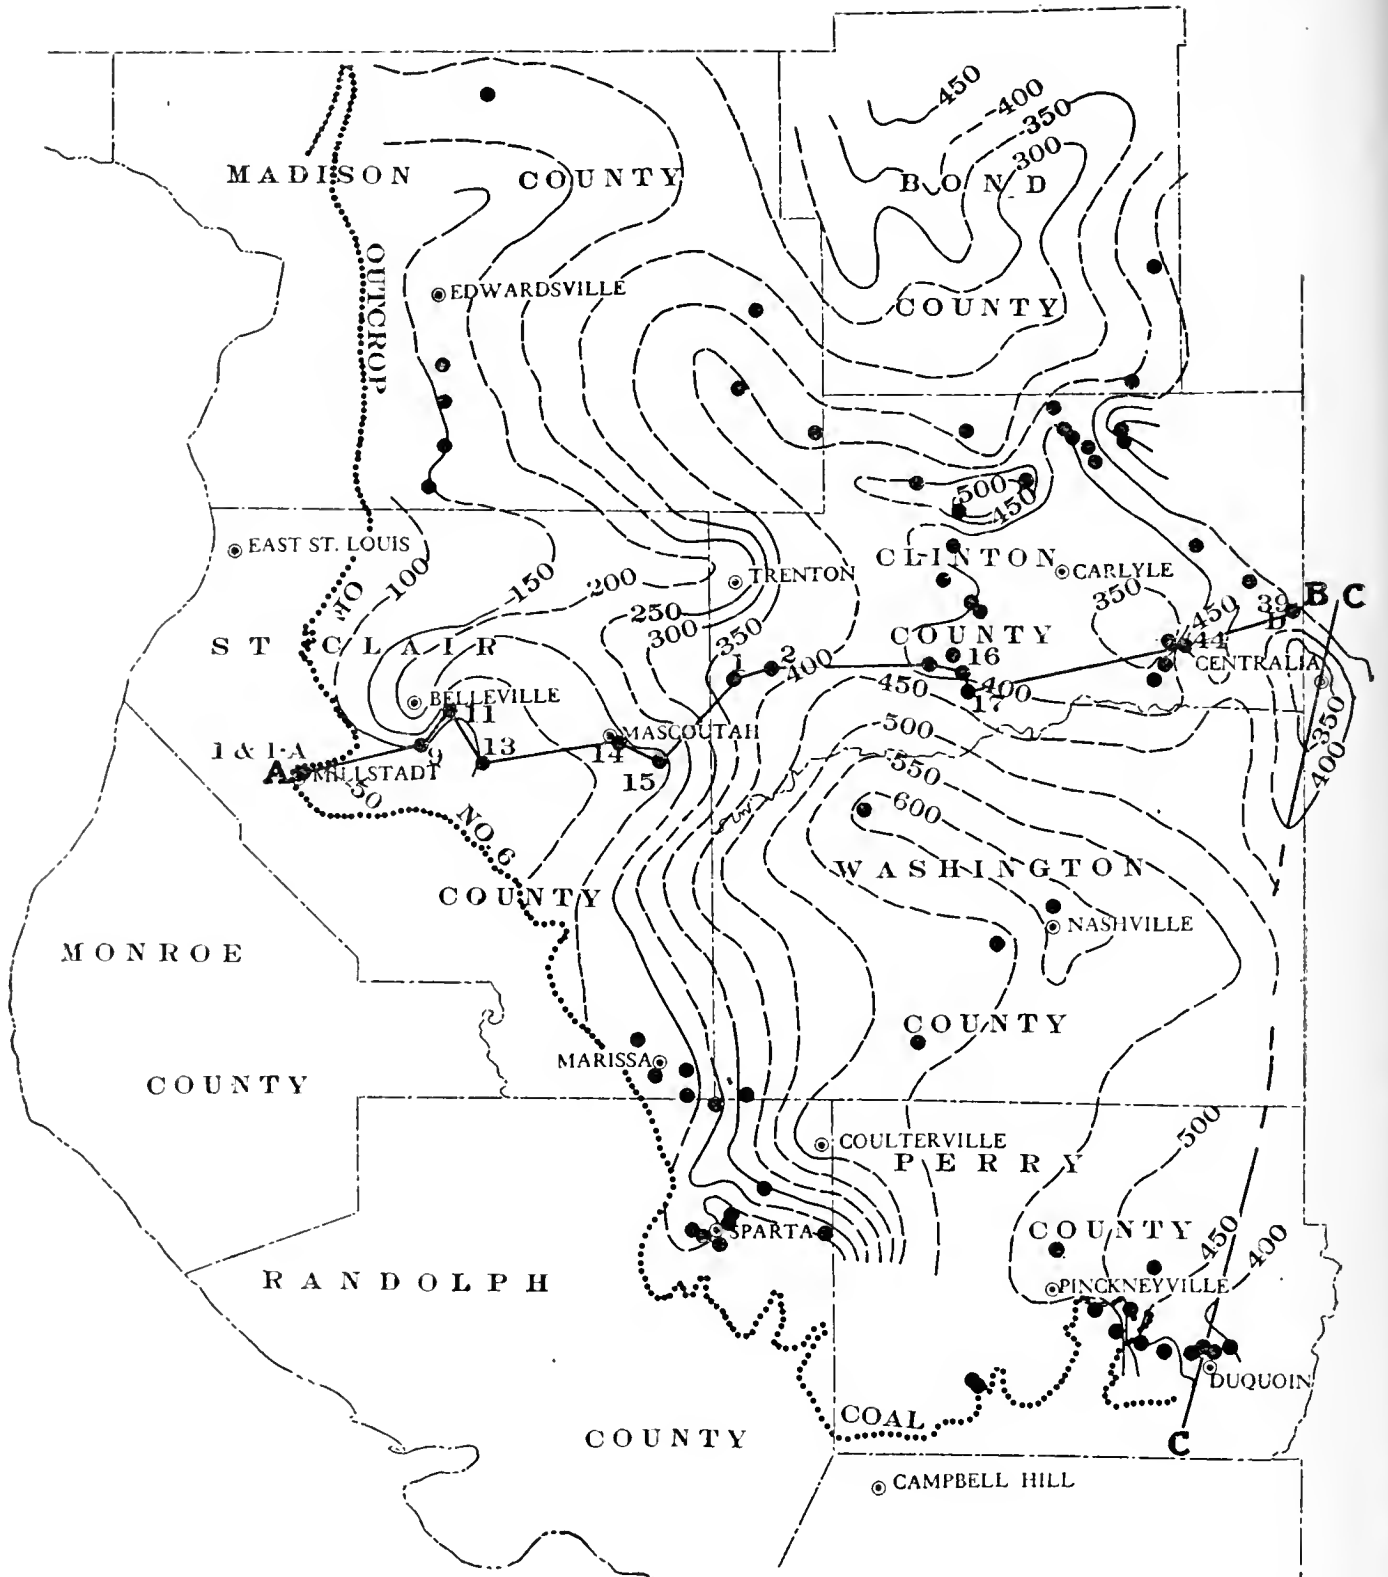 450
400
350
300
MADISON COUNTY
BOND
OUTCROP
EDWARDSVILLE
COUNTY
500
450
EAST ST. LOUIS
CLINTON
CARLYLE
TRENTON
100
150
200
350
OF
250
300
350
39
B
C
450
B
ST CLAIR
COUNTY
1
2
400
16
44
CENTRALIA
450
400
17
BELLEVILLE
11
MASCOUTAH
500
350
1 & 1-A
9
13
14
15
A
MILLSTADT
550
400
50
600
NO. 6
WASHINGTON
COUNTY
NASHVILLE
MONROE
COUNTY
MARISSA
COUNTY
500
COULTERVILLE
PERRY
SPARTA
COUNTY
450
400
RANDOLPH
PINCKNEYVILLE
DUQUOIN
COAL
COUNTY
C
CAMPBELL HILL